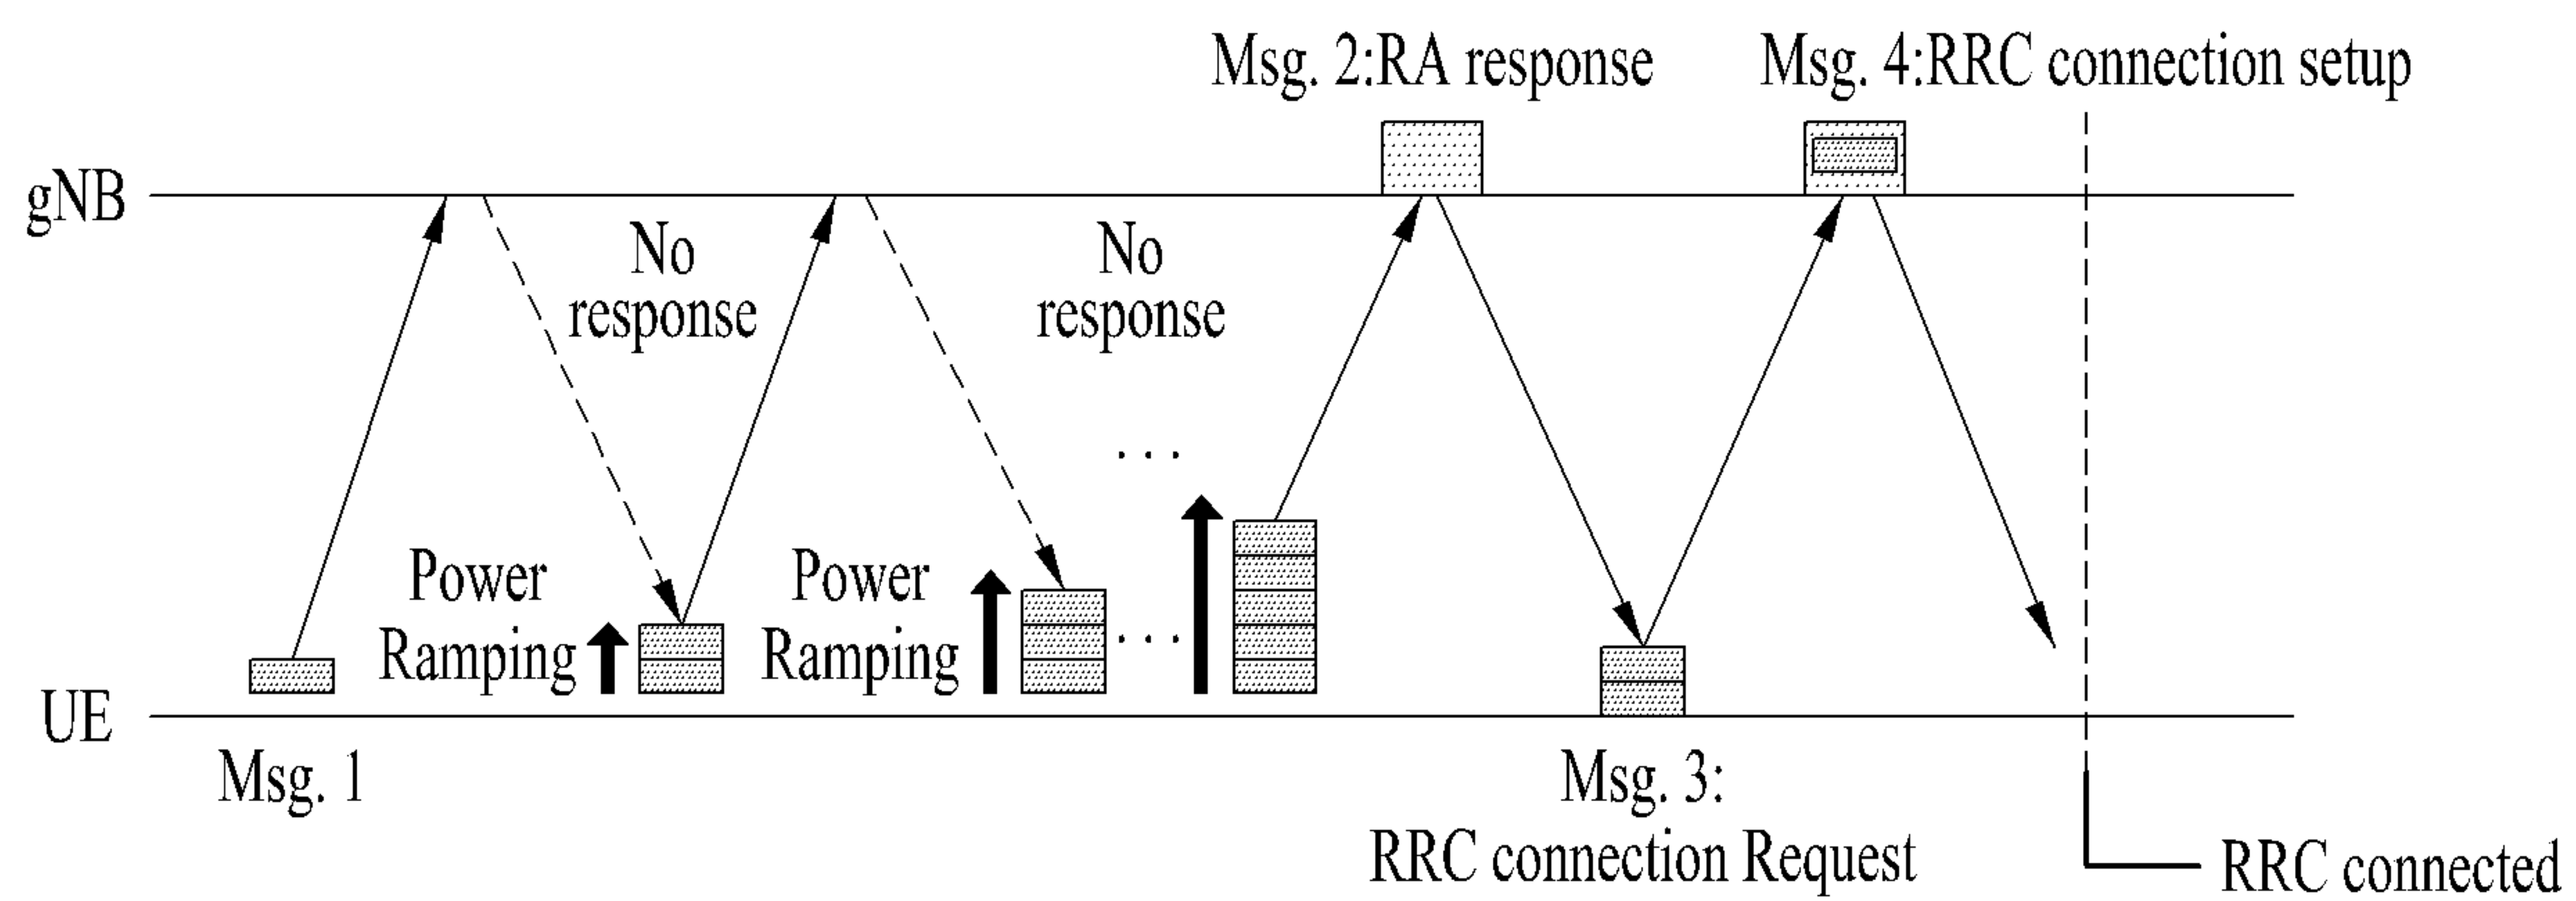 Msg. 2:RA response
Msg. 4:RRC connection setup
gNB
No
response
No
response
. . .
Power
Ramping
Power
Ramping
. . .
UE
Msg. 1
Msg. 3:
RRC connection Request
RRC connected